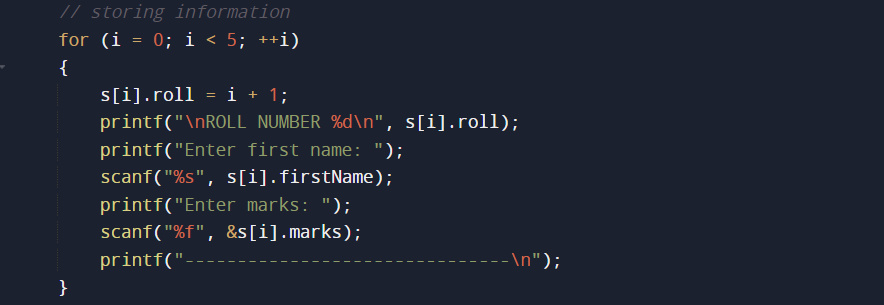 // storing information
for (i = 0; i < 5; ++i)
{
s[i].roll = i + 1;
printf("\nROLL NUMBER %d\n", s[i].roll);
printf("Enter first name: ");
scanf("%s", s[i].firstName);
printf("Enter marks: ");
scanf("%f", &s[i].marks);
printf("-------------------------------\n");
}